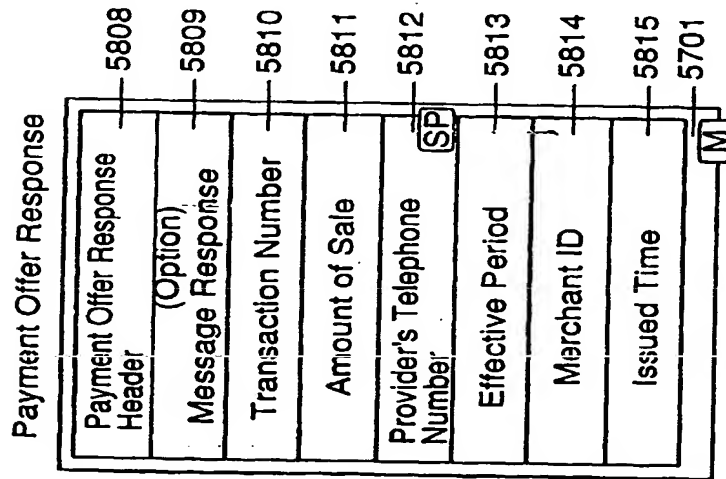 Payment Offer Response
Payment Offer Response
Header
5808
(Option)
Message Response
5809
Transaction Number
5810
Amount of Sale
5811
Provider's Telephone
Number
SP
5812
Effective Period
5813
Merchant ID
5814
Issued Time
5815
5701
M